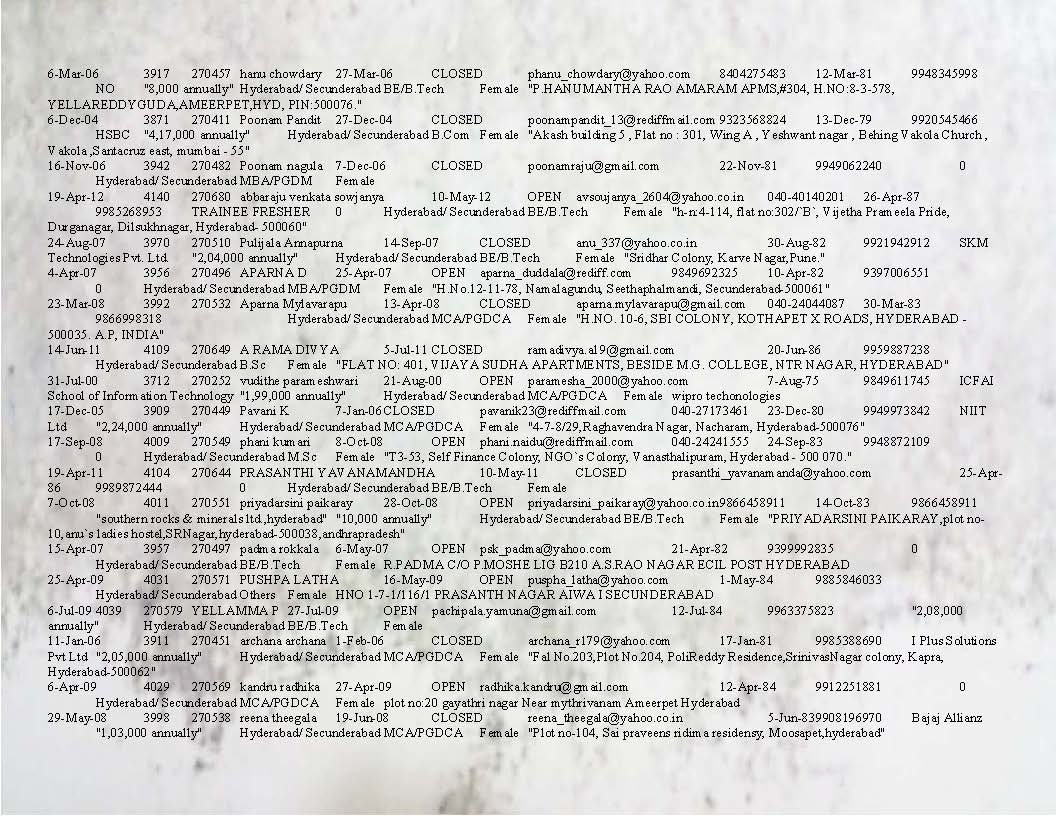 6-Mar-06 3917 270457 hanu chowdary 27-Mar-06 CLOSED phanu_chowdary@yahoo.com 8404275483 12-Mar-81 9948345998
NO "8,000 annually" Hyderabad/ Secunderabad BE/B.Tech Female "P.HANUMANTHA RAO AMARAM APMS,#304, H.NO:8-3-578,
YELLAREDDYGUDA,AMEERPET,HYD, PIN:500076."
6-Dec-04 3871 270411 Poonam Pandit 27-Dec-04 CLOSED poonampandit_13@rediffmail.com 9323568824 13-Dec-79 9920545466
HSBC "4,17,000 annually" Hyderabad/ Secunderabad B.Com Female "Akash building 5 , Flat no : 301, Wing A , Yeshwant nagar , Behing Vakola Church ,
Vakola ,Santacruz east, mumbai - 55"
16-Nov-06 3942 270482 Poonam nagula 7-Dec-06 CLOSED poonamraju@gmail.com 22-Nov-81 9949062240 0
Hyderabad/ Secunderabad MBA/PGDM Female
19-Apr-12 4140 270680 abbaraju venkata sowjanya 10-May-12 OPEN avsoujanya_2604@yahoo.co.in 040-40140201 26-Apr-87
9985268953 TRAINEE FRESHER 0 Hyderabad/ Secunderabad BE/B.Tech Female "h-n:4-114, flat no:302/`B`, Vijetha Prameela Pride,
Durganagar, Dilsukhnagar, Hyderabad- 500060"
24-Aug-07 3970 270510 Pulijala Annapurna 14-Sep-07 CLOSED anu_337@yahoo.co.in 30-Aug-82 9921942912 SKM
Technologies Pvt. Ltd "2,04,000 annually" Hyderabad/ Secunderabad BE/B.Tech Female "Sridhar Colony, Karve Nagar,Pune."
4-Apr-07 3956 270496 APARNA D 25-Apr-07 OPEN aparna_duddala@rediff.com 9849692325 10-Apr-82 9397006551
0 Hyderabad/ Secunderabad MBA/PGDM Female "H.No.12-11-78, Namalagundu, Seethaphalmandi, Secunderabad-500061"
23-Mar-08 3992 270532 Aparna Mylavarapu 13-Apr-08 CLOSED aparna.mylavarapu@gmail.com 040-24044087 30-Mar-83
9866998318 Hyderabad/ Secunderabad MCA/PGDCA Female "H.NO. 10-6, SBI COLONY, KOTHAPET X ROADS, HYDERABAD -
500035. A.P, INDIA"
14-Jun-11 4109 270649 A RAMA DIVYA 5-Jul-11 CLOSED ramadivya.a19@gmail.com 20-Jun-86 9959887238
Hyderabad/ Secunderabad B.Sc Female "FLAT NO: 401, VIJAYA SUDHA APARTMENTS, BESIDE M.G. COLLEGE, NTR NAGAR, HYDERABAD"
31-Jul-00 3712 270252 vudithe parameshwari 21-Aug-00 OPEN paramesha_2000@yahoo.com 7-Aug-75 9849611745 ICFAI
School of Information Technology "1,99,000 annually" Hyderabad/ Secunderabad MCA/PGDCA Female wipro techonologies
17-Dec-05 3909 270449 Pavani K 7-Jan-06 CLOSED pavanik23@rediffmail.com 040-27173461 23-Dec-80 9949973842 NIIT
Ltd "2,24,000 annually" Hyderabad/ Secunderabad MCA/PGDCA Female "4-7-8/29,Raghavendra Nagar, Nacharam, Hyderabad-500076"
17-Sep-08 4009 270549 phani kumari 8-Oct-08 OPEN phani.naidu@rediffmail.com 040-24241555 24-Sep-83 9948872109
0 Hyderabad/ Secunderabad M.Sc Female "T3-53, Self Finance Colony, NGO`s Colony, Vanasthalipuram, Hyderabad - 500 070."
19-Apr-11 4104 270644 PRASANTHI YAVANAMANDHA 10-May-11 CLOSED prasanthi_yavanamanda@yahoo.com 25-Apr-
86 9989872444 0 Hyderabad/ Secunderabad BE/B.Tech Female
7-Oct-08 4011 270551 priyadarsini paikaray 28-Oct-08 OPEN priyadarsini_paikaray@yahoo.co.in 9866458911 14-Oct-83 9866458911
"southern rocks & minerals ltd.,hyderabad" "10,000 annually" Hyderabad/ Secunderabad BE/B.Tech Female "PRIYADARSINI PAIKARAY,plot no-
10,anu`s ladies hostel,SRNagar,hyderabad-500038,andhrapradesh"
15-Apr-07 3957 270497 padma rokkala 6-May-07 OPEN psk_padma@yahoo.com 21-Apr-82 9399992835 0
Hyderabad/ Secunderabad BE/B.Tech Female R.PADMA C/O P.MOSHE LIG B210 A.S.RAO NAGAR ECIL POST HYDERABAD
25-Apr-09 4031 270571 PUSHPA LATHA 16-May-09 OPEN puspha_latha@yahoo.com 1-May-84 9885846033
Hyderabad/ Secunderabad Others Female HNO 1-7-1/116/1 PRASANTH NAGAR AIWA I SECUNDERABAD
6-Jul-09 4039 270579 YELLAMMA P 27-Jul-09 OPEN pachipala.yamuna@gmail.com 12-Jul-84 9963375823 "2,08,000
annually" Hyderabad/ Secunderabad BE/B.Tech Female
11-Jan-06 3911 270451 archana archana 1-Feb-06 CLOSED archana_r179@yahoo.com 17-Jan-81 9985388690 I Plus Solutions
Pvt Ltd "2,05,000 annually" Hyderabad/ Secunderabad MCA/PGDCA Female "Fal No.203,Plot No.204, PoliReddy Residence,SrinivasNagar colony, Kapra,
Hyderabad-500062"
6-Apr-09 4029 270569 kandru radhika 27-Apr-09 OPEN radhika.kandru@gmail.com 12-Apr-84 9912251881 0
Hyderabad/ Secunderabad MCA/PGDCA Female plot no:20 gayathri nagar Near mythrivanam Ameerpet Hyderabad
29-May-08 3998 270538 reena theegala 19-Jun-08 CLOSED reena_theegala@yahoo.co.in 5-Jun-83 9908196970 Bajaj Allianz
"1,03,000 annually" Hyderabad/ Secunderabad MCA/PGDCA Female "Plot no-104, Sai praveens ridima residensy, Moosapet,hyderabad"